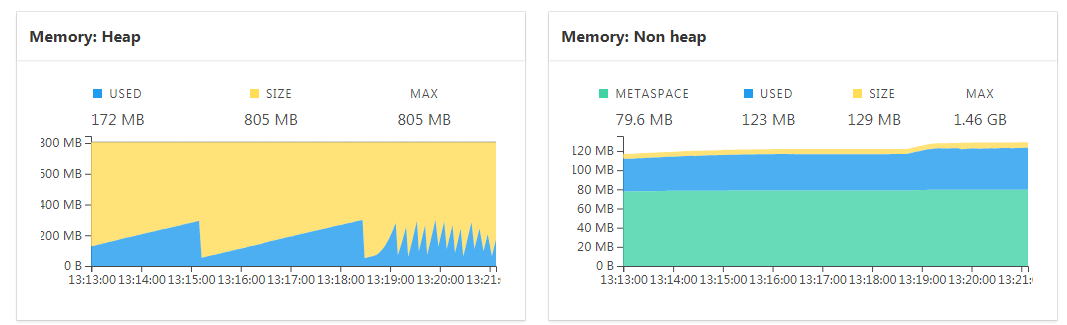 Memory: Heap
USED SIZE MAX
172 MB 805 MB 805 MB
800 MB
600 MB
400 MB
200 MB
0 B
13:13:00 13:14:00 13:15:00 13:16:00 13:17:00 13:18:00 13:19:00 13:20:00 13:21:
Memory: Non heap
METASPACE USED SIZE MAX
79.6 MB 123 MB 129 MB 1.46 GB
120 MB
100 MB
80 MB
60 MB
40 MB
20 MB
0 B
13:13:00 13:14:00 13:15:00 13:16:00 13:17:00 13:18:00 13:19:00 13:20:00 13:21: